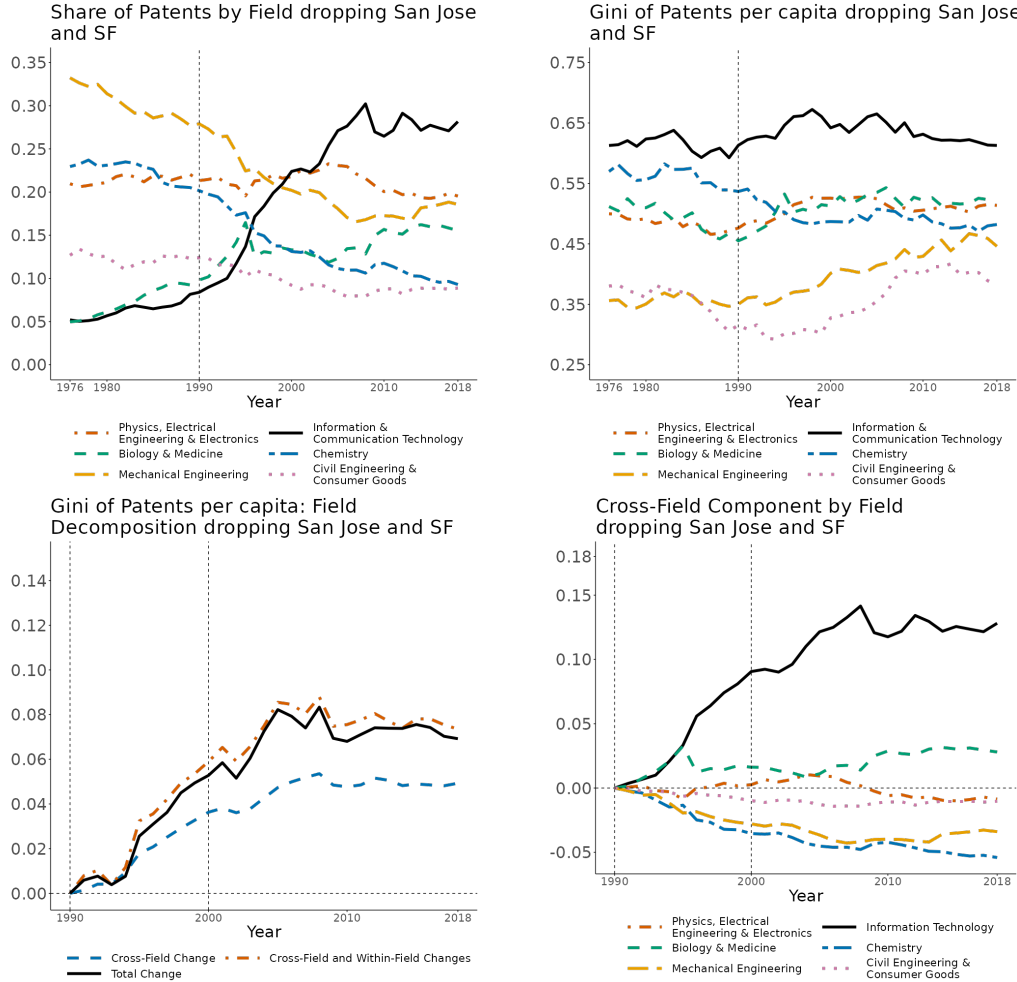 Share of Patents by Field dropping San Jose
and SF
0.35
0.30
0.25
0.20
0.15
0.10
0.05
0.00
1976 1980 1990 2000 2010 2018
Year
Physics, Electrical
Engineering & Electronics
Information &
Communication Technology
Biology & Medicine
Chemistry
Mechanical Engineering
Civil Engineering &
Consumer Goods
Gini of Patents per capita dropping San Jose
and SF
0.75
0.65
0.55
0.45
0.35
0.25
1976 1980 1990 2000 2010 2018
Year
Physics, Electrical
Engineering & Electronics
Information &
Communication Technology
Biology & Medicine
Chemistry
Mechanical Engineering
Civil Engineering &
Consumer Goods
Gini of Patents per capita: Field
Decomposition dropping San Jose and SF
0.14
0.12
0.10
0.08
0.06
0.04
0.02
0.00
1990 2000 2010 2018
Year
Cross-Field Change
Cross-Field and Within-Field Changes
Total Change
Cross-Field Component by Field
dropping San Jose and SF
0.18
0.15
0.10
0.05
0.00
-0.05
1990 2000 2010 2018
Year
Physics, Electrical
Engineering & Electronics
Information Technology
Biology & Medicine
Chemistry
Mechanical Engineering
Civil Engineering &
Consumer Goods